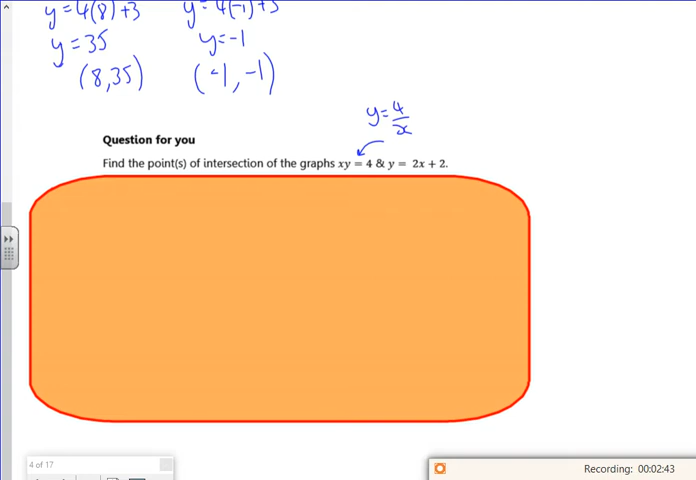 y=4(8)+3 y=4(-1)+3
y=35 y=-1
(8,35) (-1,-1)
y=4/x
Question for you
Find the point(s) of intersection of the graphs xy = 4 & y = 2x + 2.
4 of 17
Recording: 00:02:43